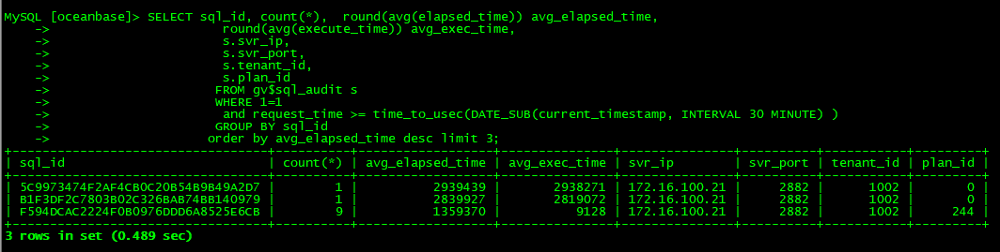 MySQL [oceanbase]> SELECT sql_id, count(*),  round(avg(elapsed_time)) avg_elapsed_time,
    ->                       round(avg(execute_time)) avg_exec_time,
    ->                       s.svr_ip,
    ->                       s.svr_port,
    ->                       s.tenant_id,
    ->                       s.plan_id
    ->                      FROM gv$sql_audit s
    ->                      WHERE 1=1
    ->                       and request_time >= time_to_usec(DATE_SUB(current_timestamp, INTERVAL 30 MINUTE) )
    ->                      GROUP BY sql_id
    ->                     order by avg_elapsed_time desc limit 3;
+----------------------------------+----------+------------------+---------------+---------------+----------+-----------+---------+
| sql_id                           | count(*) | avg_elapsed_time | avg_exec_time | svr_ip        | svr_port | tenant_id | plan_id |
+----------------------------------+----------+------------------+---------------+---------------+----------+-----------+---------+
| 5C9973474F2AF4CB0C20B54B9B49A2D7 |        1 |          2939439 |       2938271 | 172.16.100.21 |     2882 |      1002 |       0 |
| B1F3DF2C7803B02C326BAB74BB140979 |        1 |          2839927 |       2819072 | 172.16.100.21 |     2882 |      1002 |       0 |
| F594DCAC2224F0B0976DDD6A8525E6CB |        9 |          1359370 |          9128 | 172.16.100.21 |     2882 |      1002 |     244 |
+----------------------------------+----------+------------------+---------------+---------------+----------+-----------+---------+
3 rows in set (0.489 sec)